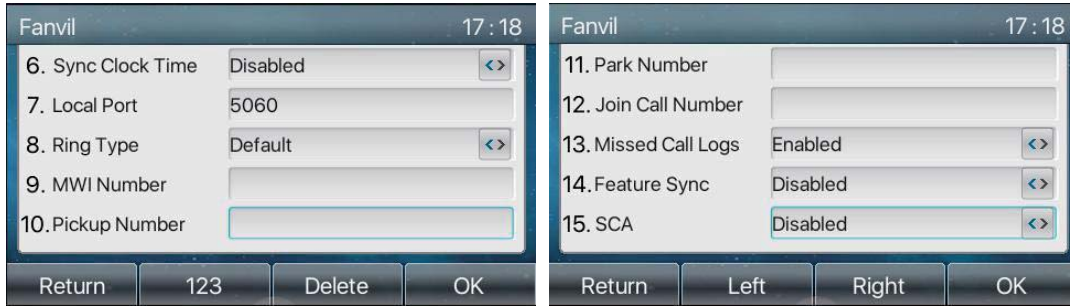 Fanvil 17:18
6. Sync Clock Time Disabled
7. Local Port 5060
8. Ring Type Default
9. MWI Number
10. Pickup Number
Return 123 Delete OK
Fanvil 17:18
11. Park Number
12. Join Call Number
13. Missed Call Logs Enabled
14. Feature Sync Disabled
15. SCA Disabled
Return Left Right OK